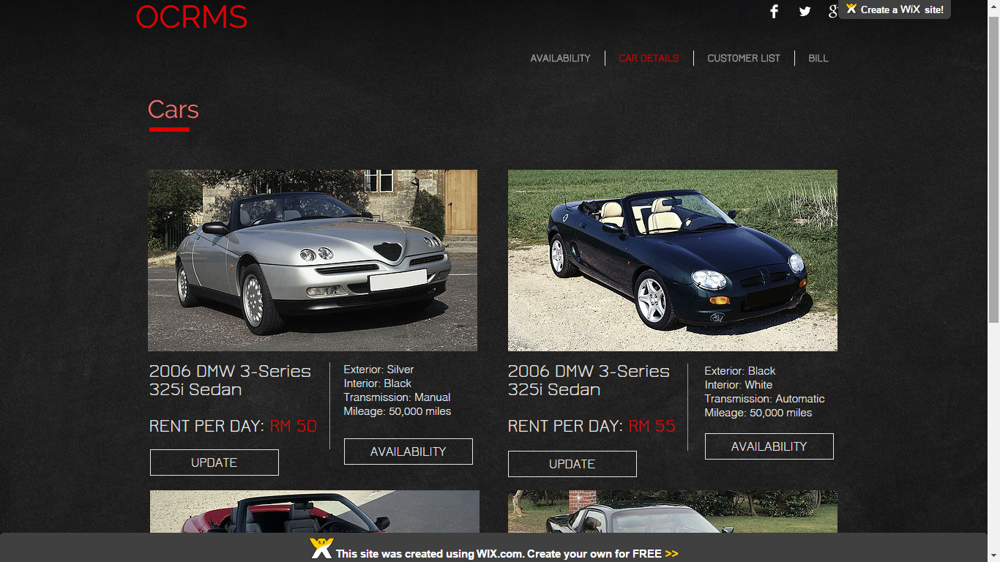 OCRMS
Create a WiX site!
AVAILABILITY
CAR DETAILS
CUSTOMER LIST
BILL
Cars
2006 DMW 3-Series
325i Sedan
RENT PER DAY: RM 50
UPDATE
Exterior: Silver
Interior: Black
Transmission: Manual
Mileage: 50,000 miles
AVAILABILITY
2006 DMW 3-Series
325i Sedan
RENT PER DAY: RM 55
UPDATE
Exterior: Black
Interior: White
Transmission: Automatic
Mileage: 50,000 miles
AVAILABILITY
This site was created using WIX.com. Create your own for FREE >>